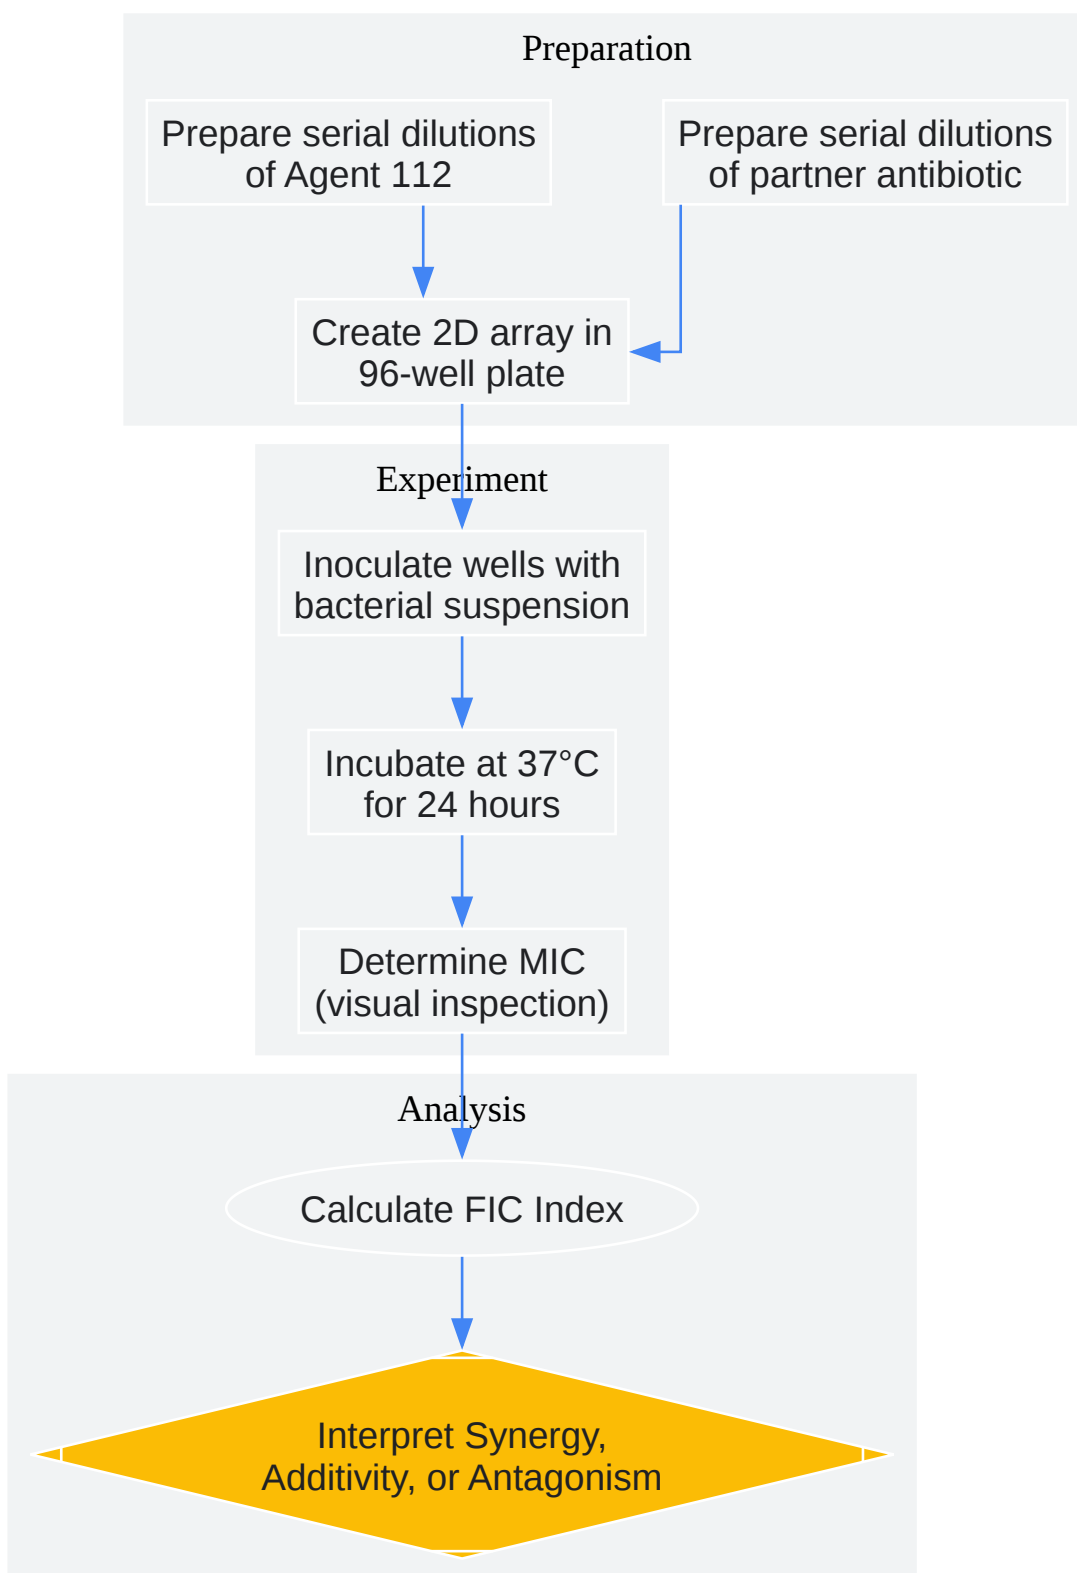 Preparation
Prepare serial dilutions
of Agent 112
Prepare serial dilutions
of partner antibiotic
Create 2D array in
96-well plate
Experiment
Inoculate wells with
bacterial suspension
Incubate at 37°C
for 24 hours
Determine MIC
(visual inspection)
Analysis
Calculate FIC Index
Interpret Synergy,
Additivity, or Antagonism